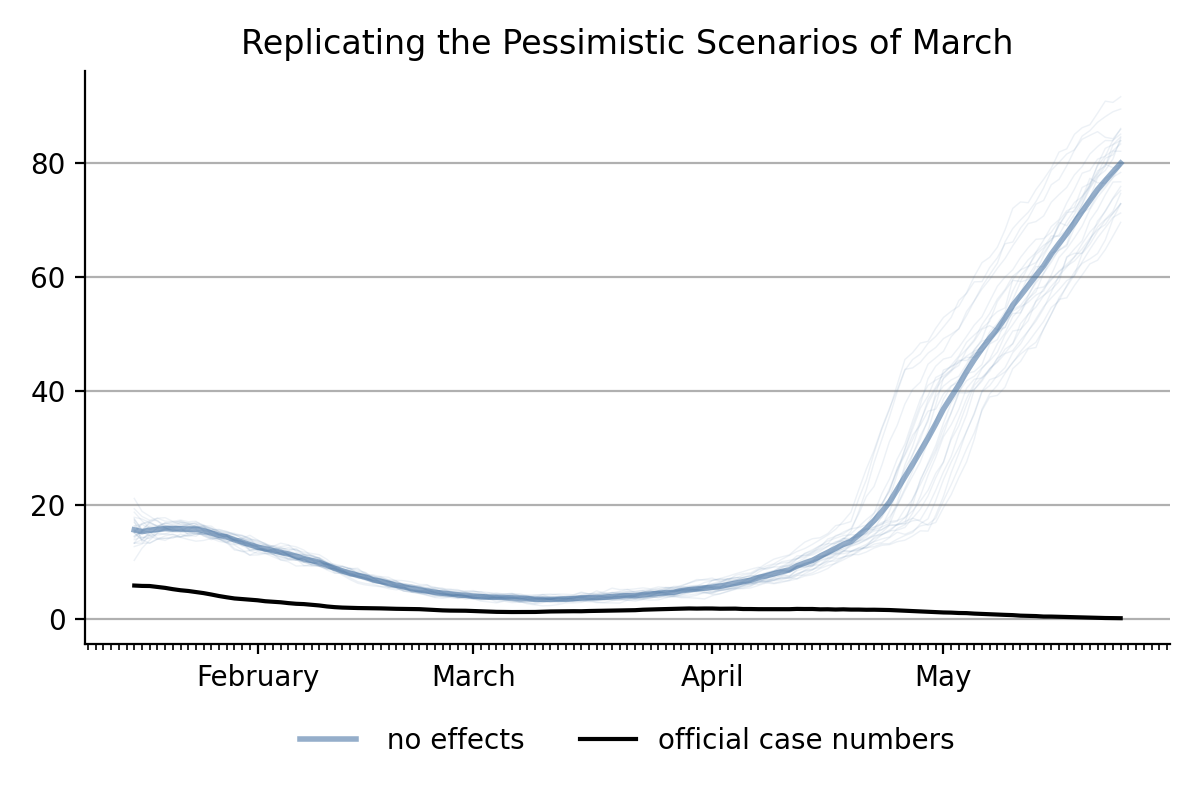 Replicating the Pessimistic Scenarios of March
80
60
40
20
0
February March April May
no effects official case numbers